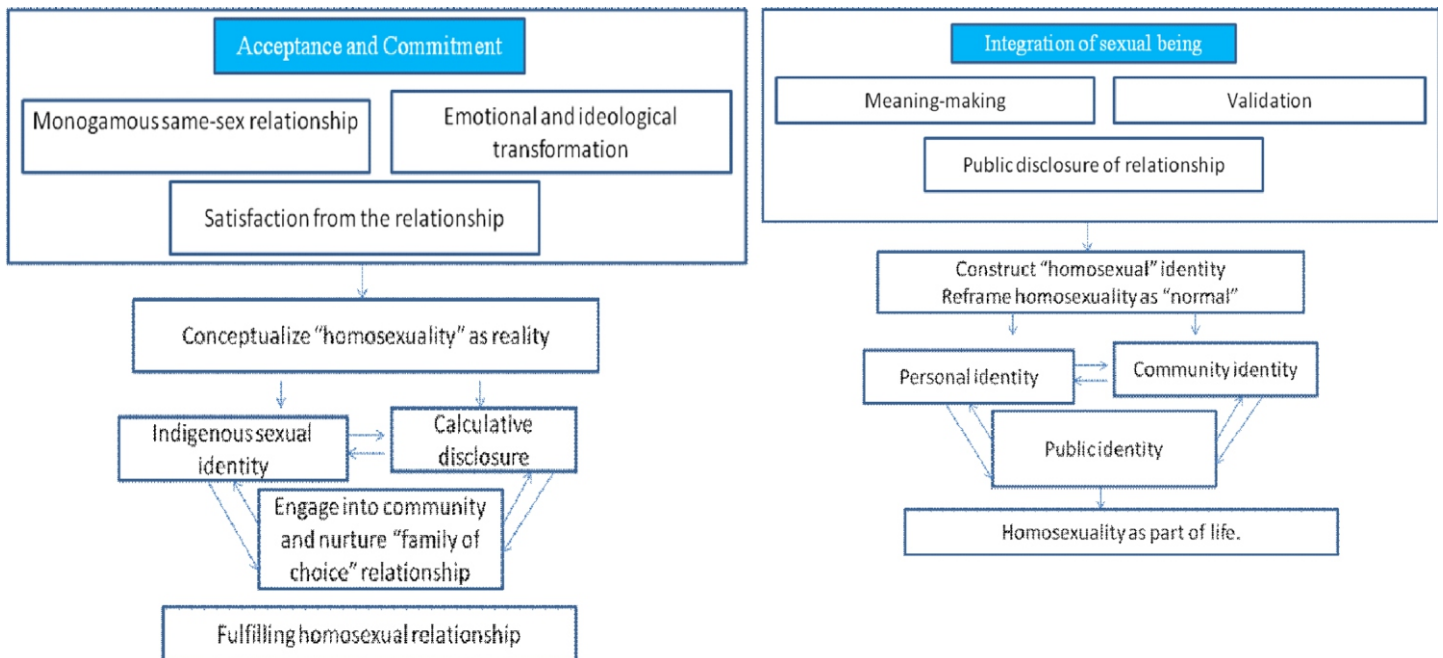 Acceptance and Commitment
Monogamous same-sex relationship
Emotional and ideological
transformation
Satisfaction from the relationship
Conceptualize “homosexuality” as reality
Indigenous sexual
identity
Calculative
disclosure
Engage into community
and nurture “family of
choice” relationship
Fulfilling homosexual relationship
Integration of sexual being
Meaning-making
Validation
Public disclosure of relationship
Construct “homosexual” identity
Reframe homosexuality as “normal”
Personal identity
Community identity
Public identity
Homosexuality as part of life.